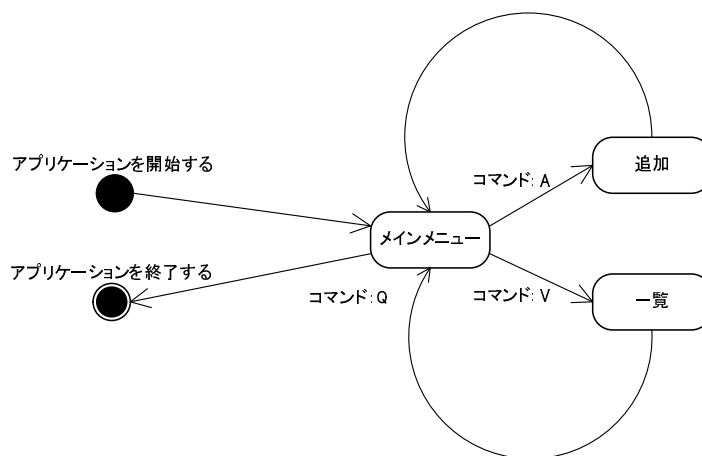 アプリケーションを開始する
追加
コマンド: A
メインメニュー
アプリケーションを終了する
コマンド:Q
コマンド: V
一覧